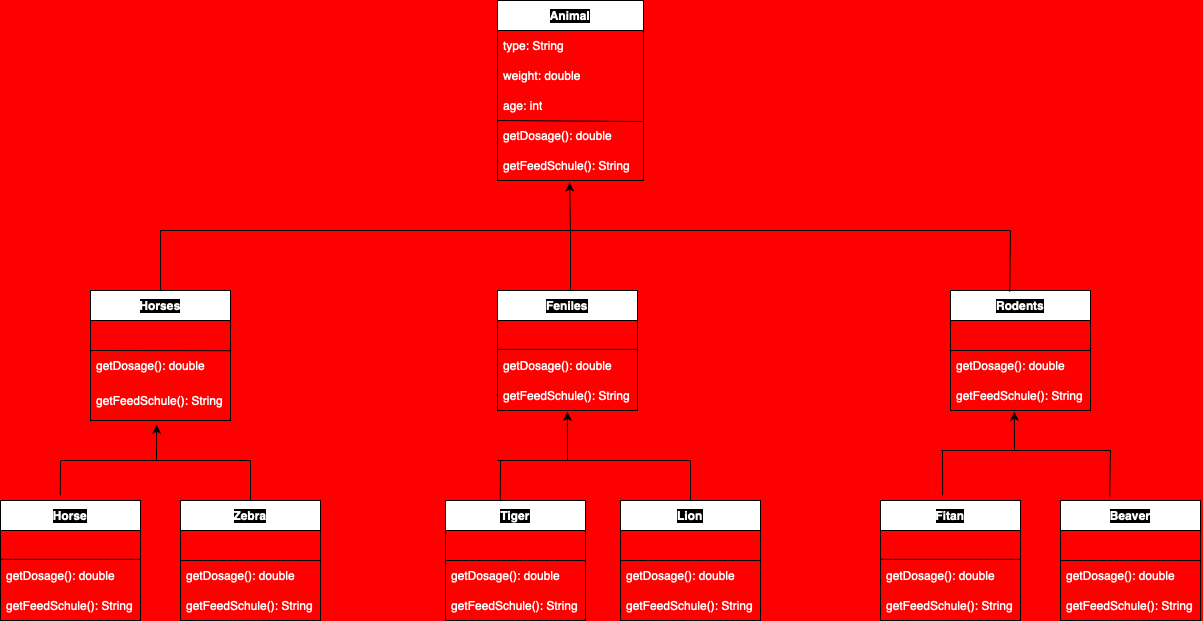 Animal
type: String
weight: double
age: int
getDosage(): double
getFeedSchule(): String
Horses
getDosage(): double
getFeedSchule(): String
Feniles
getDosage(): double
getFeedSchule(): String
Rodents
getDosage(): double
getFeedSchule(): String
Horse
getDosage(): double
getFeedSchule(): String
Zebra
getDosage(): double
getFeedSchule(): String
Tiger
getDosage(): double
getFeedSchule(): String
Lion
getDosage(): double
getFeedSchule(): String
Fitan
getDosage(): double
getFeedSchule(): String
Beaver
getDosage(): double
getFeedSchule(): String